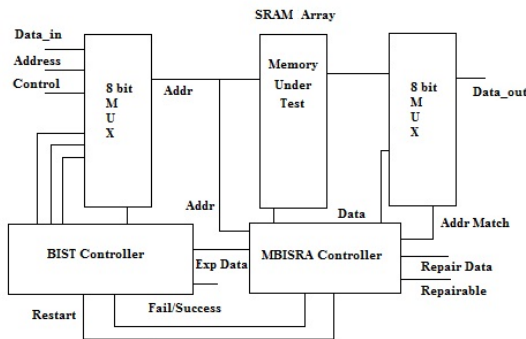 SRAM Array
Data_in
Address
Control
8 bit
M
U
X
Addr
Memory
Under
Test
8 bit
M
U
X
Data_out
Addr
Data
Addr Match
BIST Controller
Exp Data
MBISRA Controller
Repair Data
Repairable
Restart
Fail/Success